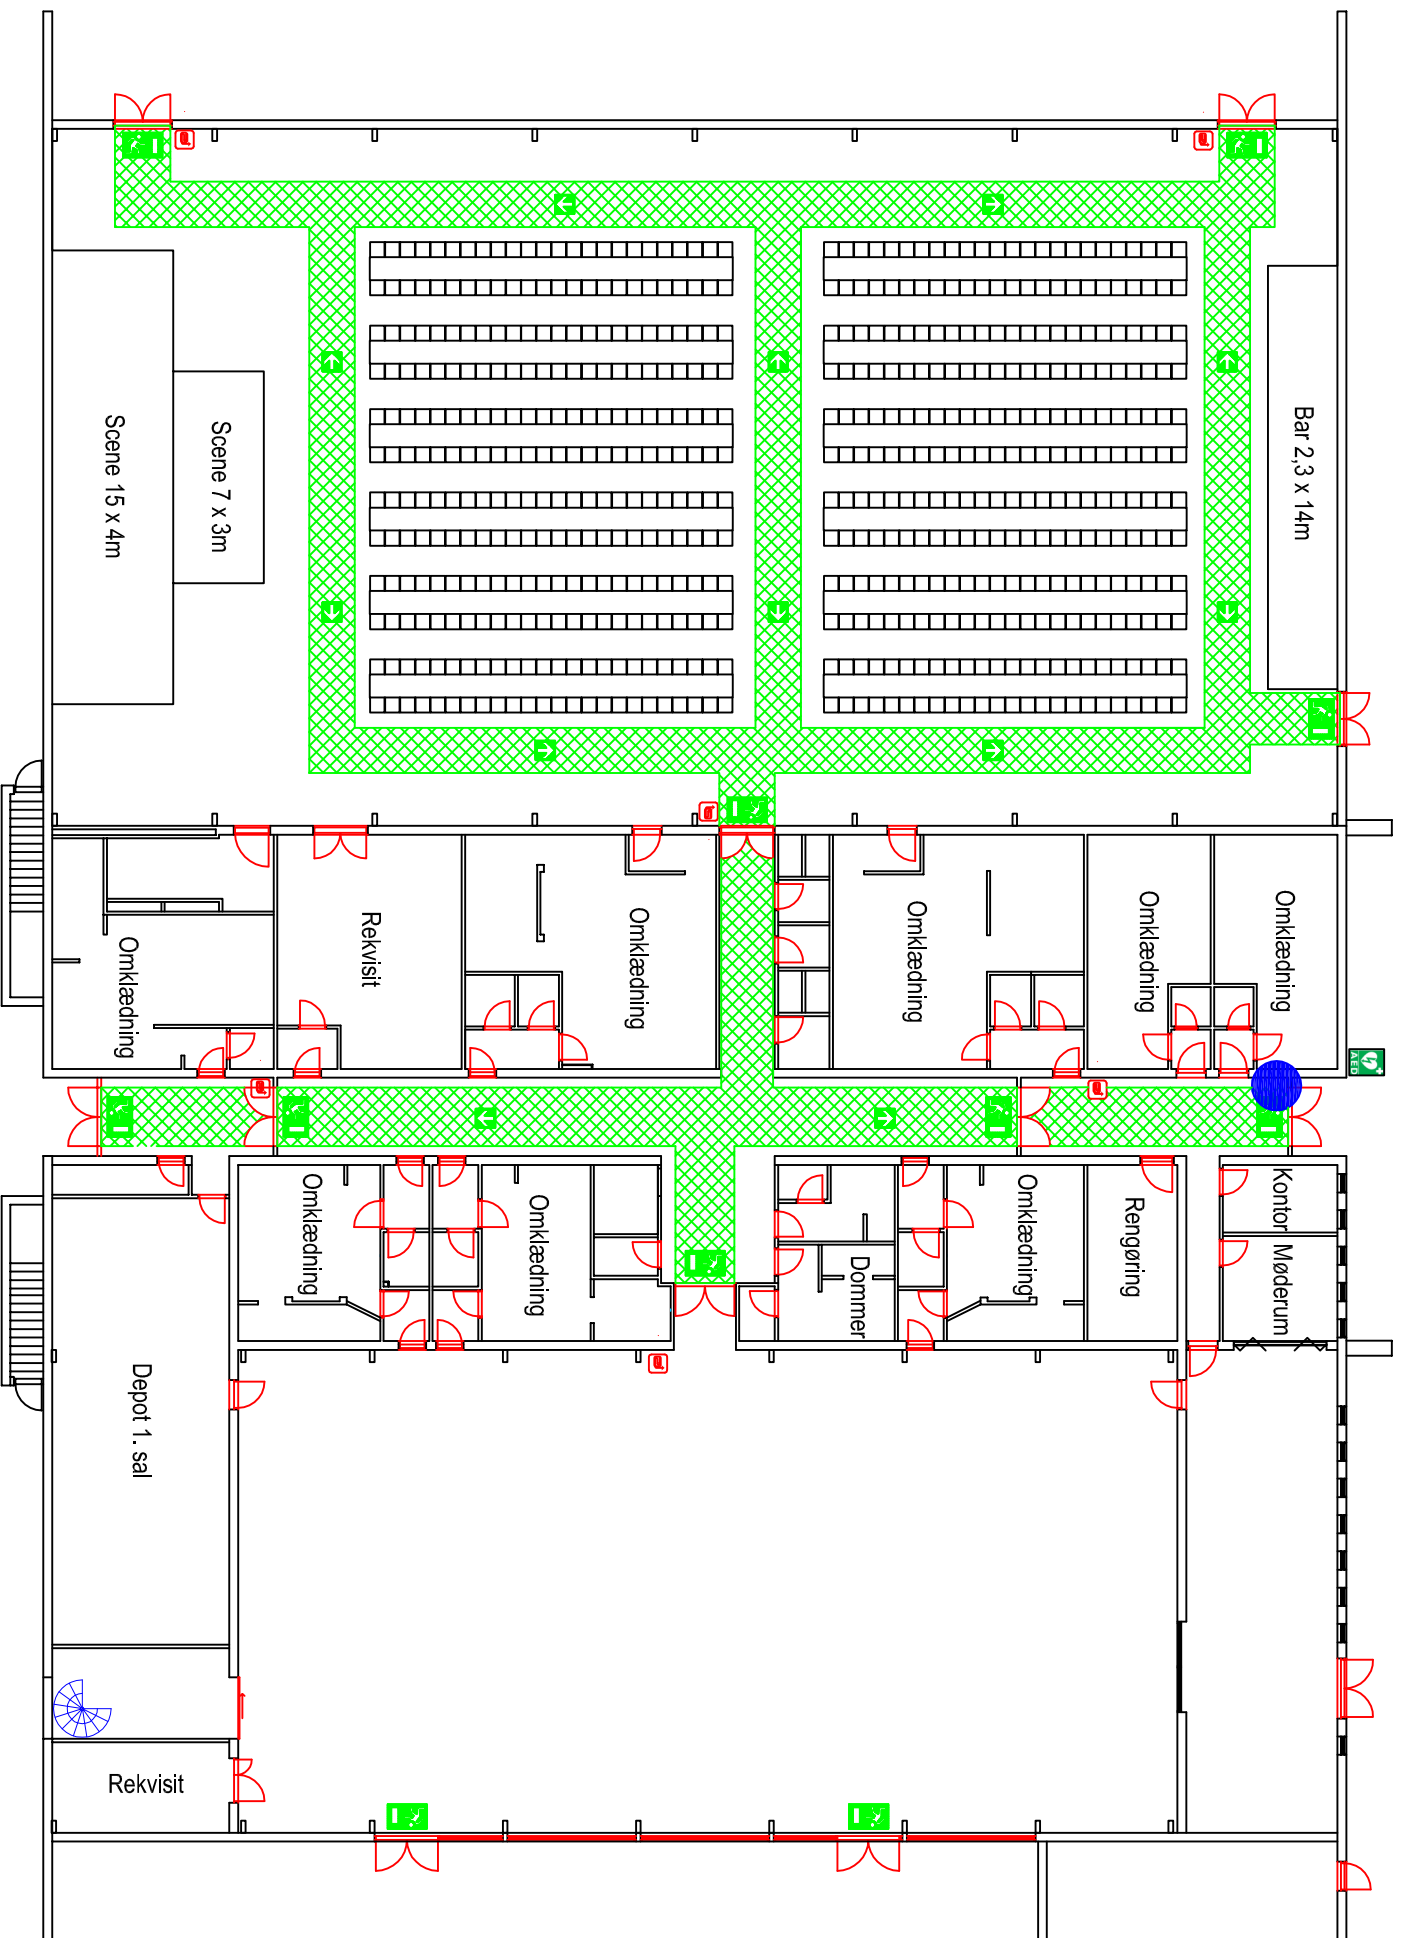 Bar 2,3 x 14m
Scene 7 x 3m
Scene 15 x 4m
Omklædning
Omklædning
Omklædning
Omklædning
Rekvisit
Omklædning
AED
Kontor
Møderum
Rengøring
Omklædning
Dommer
Omklædning
Omklædning
Depot 1. sal
Rekvisit